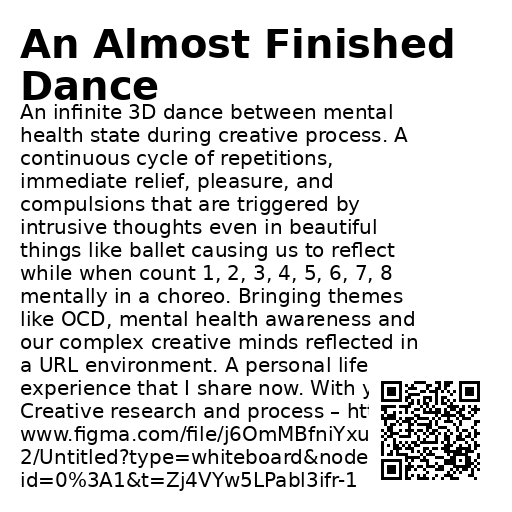 An Almost Finished
Dance
An infinite 3D dance between mental
health state during creative process. A
continuous cycle of repetitions,
immediate relief, pleasure, and
compulsions that are triggered by
intrusive thoughts even in beautiful
things like ballet causing us to reflect
while when count 1, 2, 3, 4, 5, 6, 7, 8
mentally in a choreo. Bringing themes
like OCD, mental health awareness and
our complex creative minds reflected in
a URL environment. A personal life
experience that I share now. With
Creative research and process –
www.figma.com/file/j6OmMBfniYxu
2/Untitled?type=whiteboard&node
id=0%3A1&t=Zj4VYw5LPabl3ifr-1